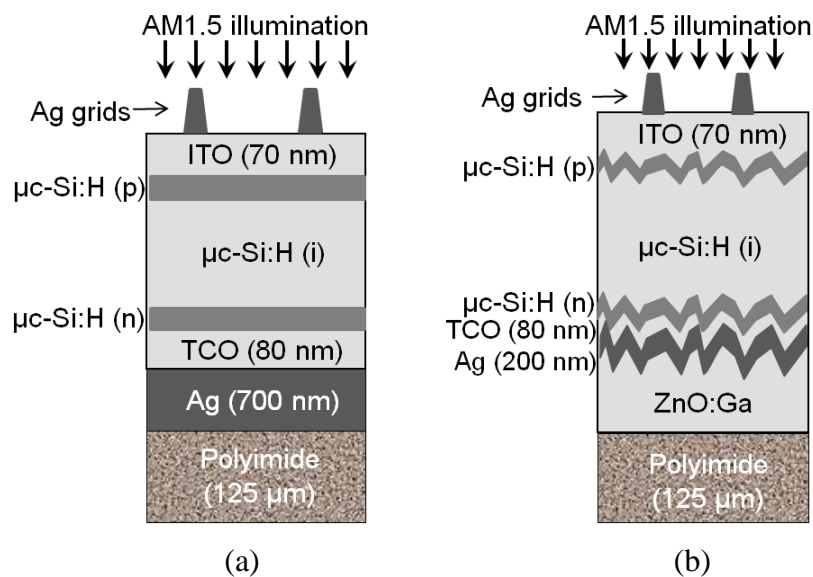 AM1.5 illumination
Ag grids
ITO (70 nm)
µc-Si:H (p)
µc-Si:H (i)
µc-Si:H (n)
TCO (80 nm)
Ag (700 nm)
Polyimide
(125 µm)
(a)
AM1.5 illumination
Ag grids
ITO (70 nm)
µc-Si:H (p)
µc-Si:H (i)
µc-Si:H (n)
TCO (80 nm)
Ag (200 nm)
ZnO:Ga
Polyimide
(125 µm)
(b)